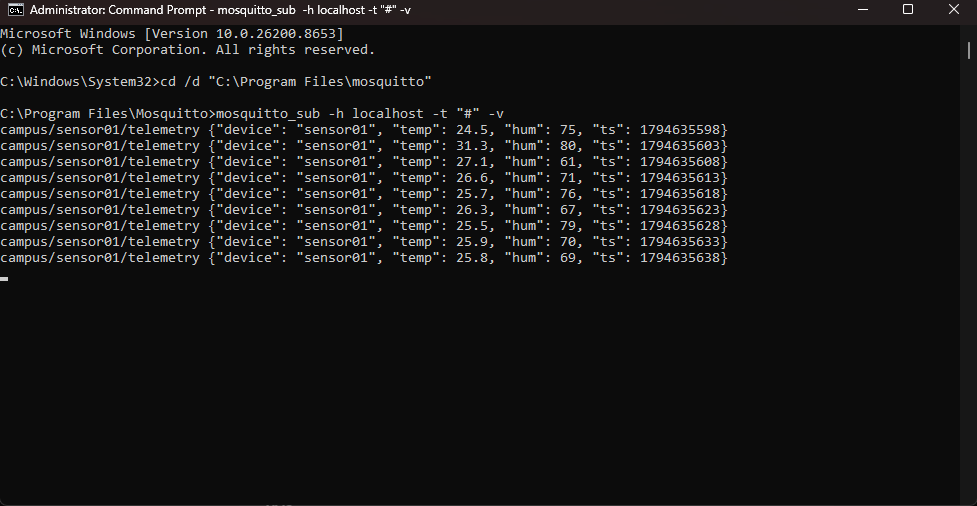 Administrator: Command Prompt - mosquitto_sub -h localhost -t "#" -v
Microsoft Windows [Version 10.0.26200.8653]
(c) Microsoft Corporation. All rights reserved.
C:\Windows\System32>cd /d "C:\Program Files\mosquitto"
C:\Program Files\Mosquitto>mosquitto_sub -h localhost -t "#" -v
campus/sensor01/telemetry {"device": "sensor01", "temp": 24.5, "hum": 75, "ts": 1794635598}
campus/sensor01/telemetry {"device": "sensor01", "temp": 31.3, "hum": 80, "ts": 1794635603}
campus/sensor01/telemetry {"device": "sensor01", "temp": 27.1, "hum": 61, "ts": 1794635608}
campus/sensor01/telemetry {"device": "sensor01", "temp": 26.6, "hum": 71, "ts": 1794635613}
campus/sensor01/telemetry {"device": "sensor01", "temp": 25.7, "hum": 76, "ts": 1794635618}
campus/sensor01/telemetry {"device": "sensor01", "temp": 26.3, "hum": 67, "ts": 1794635623}
campus/sensor01/telemetry {"device": "sensor01", "temp": 25.5, "hum": 79, "ts": 1794635628}
campus/sensor01/telemetry {"device": "sensor01", "temp": 25.9, "hum": 70, "ts": 1794635633}
campus/sensor01/telemetry {"device": "sensor01", "temp": 25.8, "hum": 69, "ts": 1794635638}